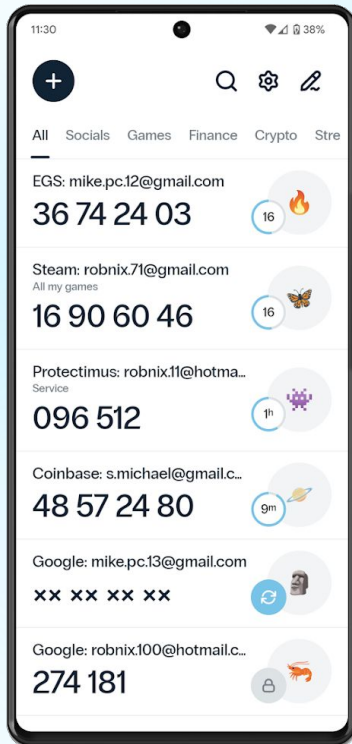 11:30 38%
All Socials Games Finance Crypto Stre
EGS: mike.pc.12@gmail.com
36 74 24 03
16
Steam: robnix.71@gmail.com
All my games
16 90 60 46
16
Protectimus: robnix.11@hotma...
Service
096 512
1h
Coinbase: s.michael@gmail.c...
48 57 24 80
9m
Google: mike.pc.13@gmail.com
×× ×× ×× ××
Google: robnix.100@hotmail.c...
274 181